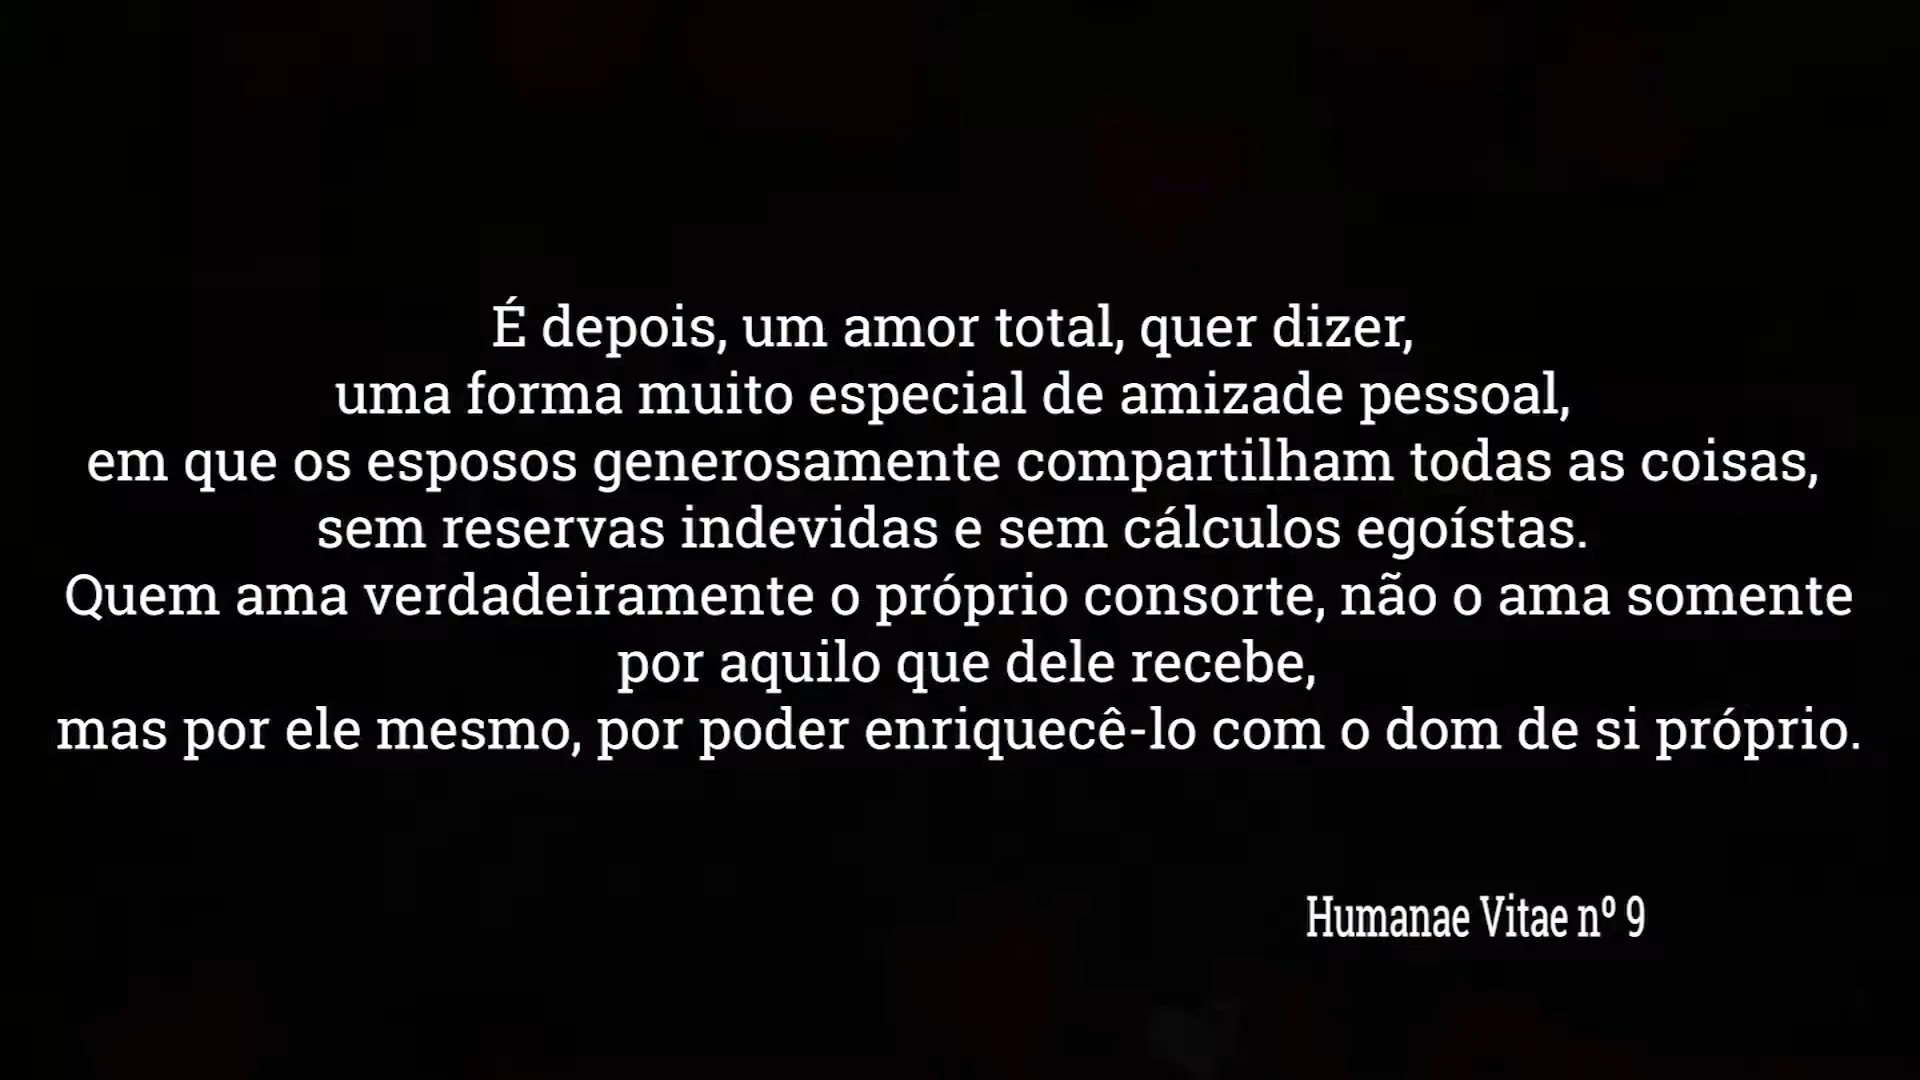 É depois, um amor total, quer dizer,
uma forma muito especial de amizade pessoal,
em que os esposos generosamente compartilham todas as coisas,
sem reservas indevidas e sem cálculos egoístas.
Quem ama verdadeiramente o próprio consorte, não o ama somente
por aquilo que dele recebe,
mas por ele mesmo, por poder enriquecê-lo com o dom de si próprio.
Humanae Vitae nº 9